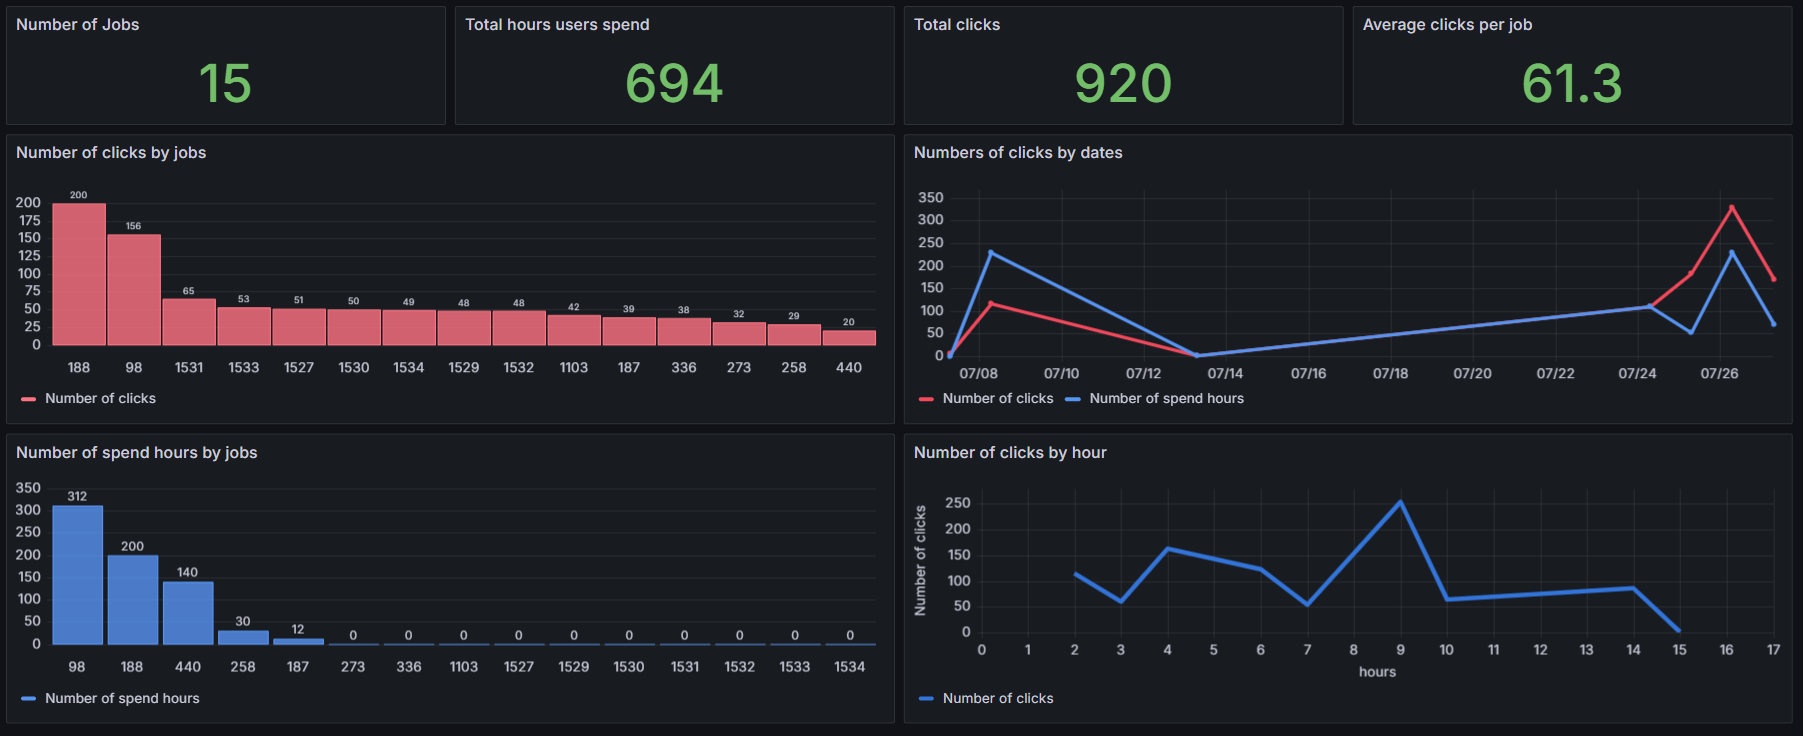 Number of Jobs
15
Total hours users spend
694
Total clicks
920
Average clicks per job
61.3
Number of clicks by jobs
200
175
150
125
100
75
50
25
0
200 156 65 53 51 50 49 48 48 42 39 38 32 29 20
188 98 1531 1533 1527 1530 1534 1529 1532 1103 187 336 273 258 440
Number of clicks
Numbers of clicks by dates
350
300
250
200
150
100
50
0
07/08 07/10 07/12 07/14 07/16 07/18 07/20 07/22 07/24 07/26
Number of clicks Number of spend hours
Number of spend hours by jobs
350
300
250
200
150
100
50
0
312 200 140 30 12 0 0 0 0 0 0 0 0 0 0
98 188 440 258 187 273 336 1103 1527 1529 1530 1531 1532 1533 1534
Number of spend hours
Number of clicks by hour
Number of clicks
250
200
150
100
50
0
0 1 2 3 4 5 6 7 8 9 10 11 12 13 14 15 16 17
hours
Number of clicks